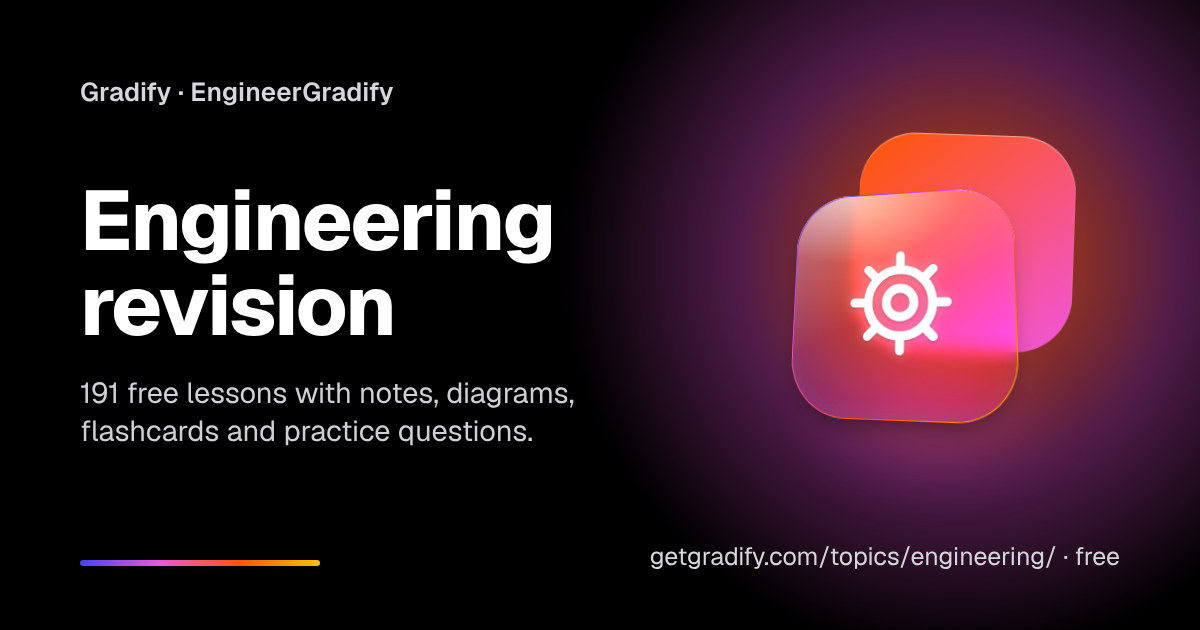 Gradify · EngineerGradify
Engineering
revision
191 free lessons with notes, diagrams,
flashcards and practice questions.
getgradify.com/topics/engineering/ · free